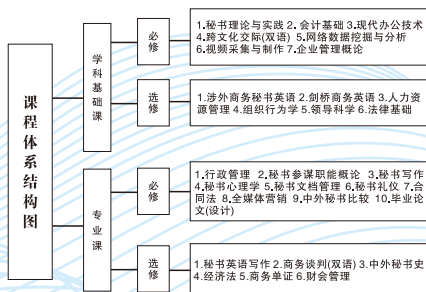 课程体系结构图
学科基础课
必修
1.秘书理论与实践 2.会计基础 3.现代办公技术
4.跨文化交际(双语) 5.网络数据挖掘与分析
6.视频采集与制作 7.企业管理概论
选修
1.涉外商务秘书英语 2.剑桥商务英语 3.人力资
源管理 4.组织行为学 5.领导科学 6.法律基础
专业课
必修
1.行政管理 2.秘书参谋职能概论 3.秘书写作
4.秘书心理学 5.秘书文档管理 6.秘书礼仪 7.合
同法 8.全媒体营销 9.中外秘书比较 10.毕业论
文(设计)
选修
1.秘书英语写作 2.商务谈判(双语) 3.中外秘书史
4.经济法 5.商务单证 6.财会管理